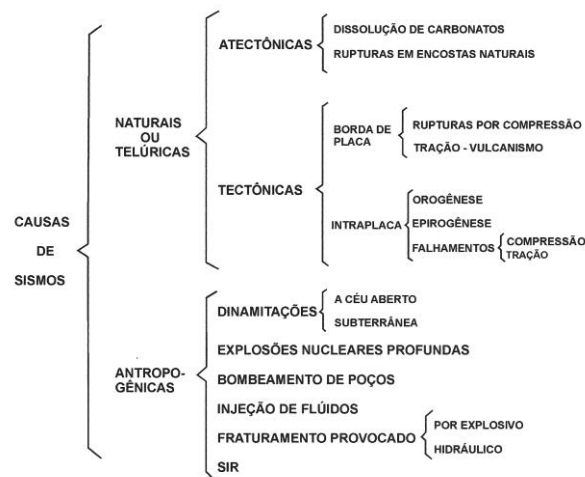 CAUSAS
DE
SISMOS
NATURAIS
OU
TELÚRICAS
ATECTÔNICAS
DISSOLUÇÃO DE CARBONATOS
RUPTURAS EM ENCOSTAS NATURAIS
TECTÔNICAS
BORDA DE
PLACA
RUPTURAS POR COMPRESSÃO
TRAÇÃO - VULCANISMO
INTRAPLACA
OROGÊNESE
EPIROGÊNESE
FALHAMENTOS
COMPRESSÃO
TRAÇÃO
ANTROPO-
GÊNICAS
DINAMITAÇÕES
A CÉU ABERTO
SUBTERRÂNEA
EXPLOSÕES NUCLEARES PROFUNDAS
BOMBEAMENTO DE POÇOS
INJEÇÃO DE FLÚIDOS
FRATURAMENTO PROVOCADO
POR EXPLOSIVO
HIDRÁULICO
SIR